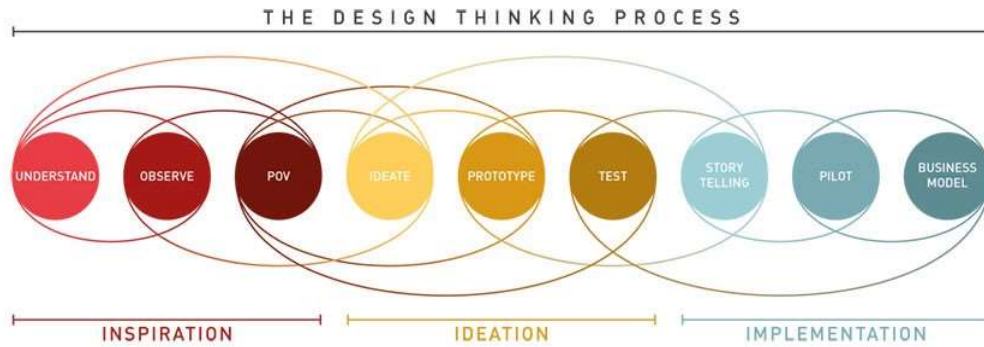 THE DESIGN THINKING PROCESS
UNDERSTAND
OBSERVE
POV
IDEATE
PROTOTYPE
TEST
STORY
TELLING
PILOT
BUSINESS
MODEL
INSPIRATION
IDEATION
IMPLEMENTATION